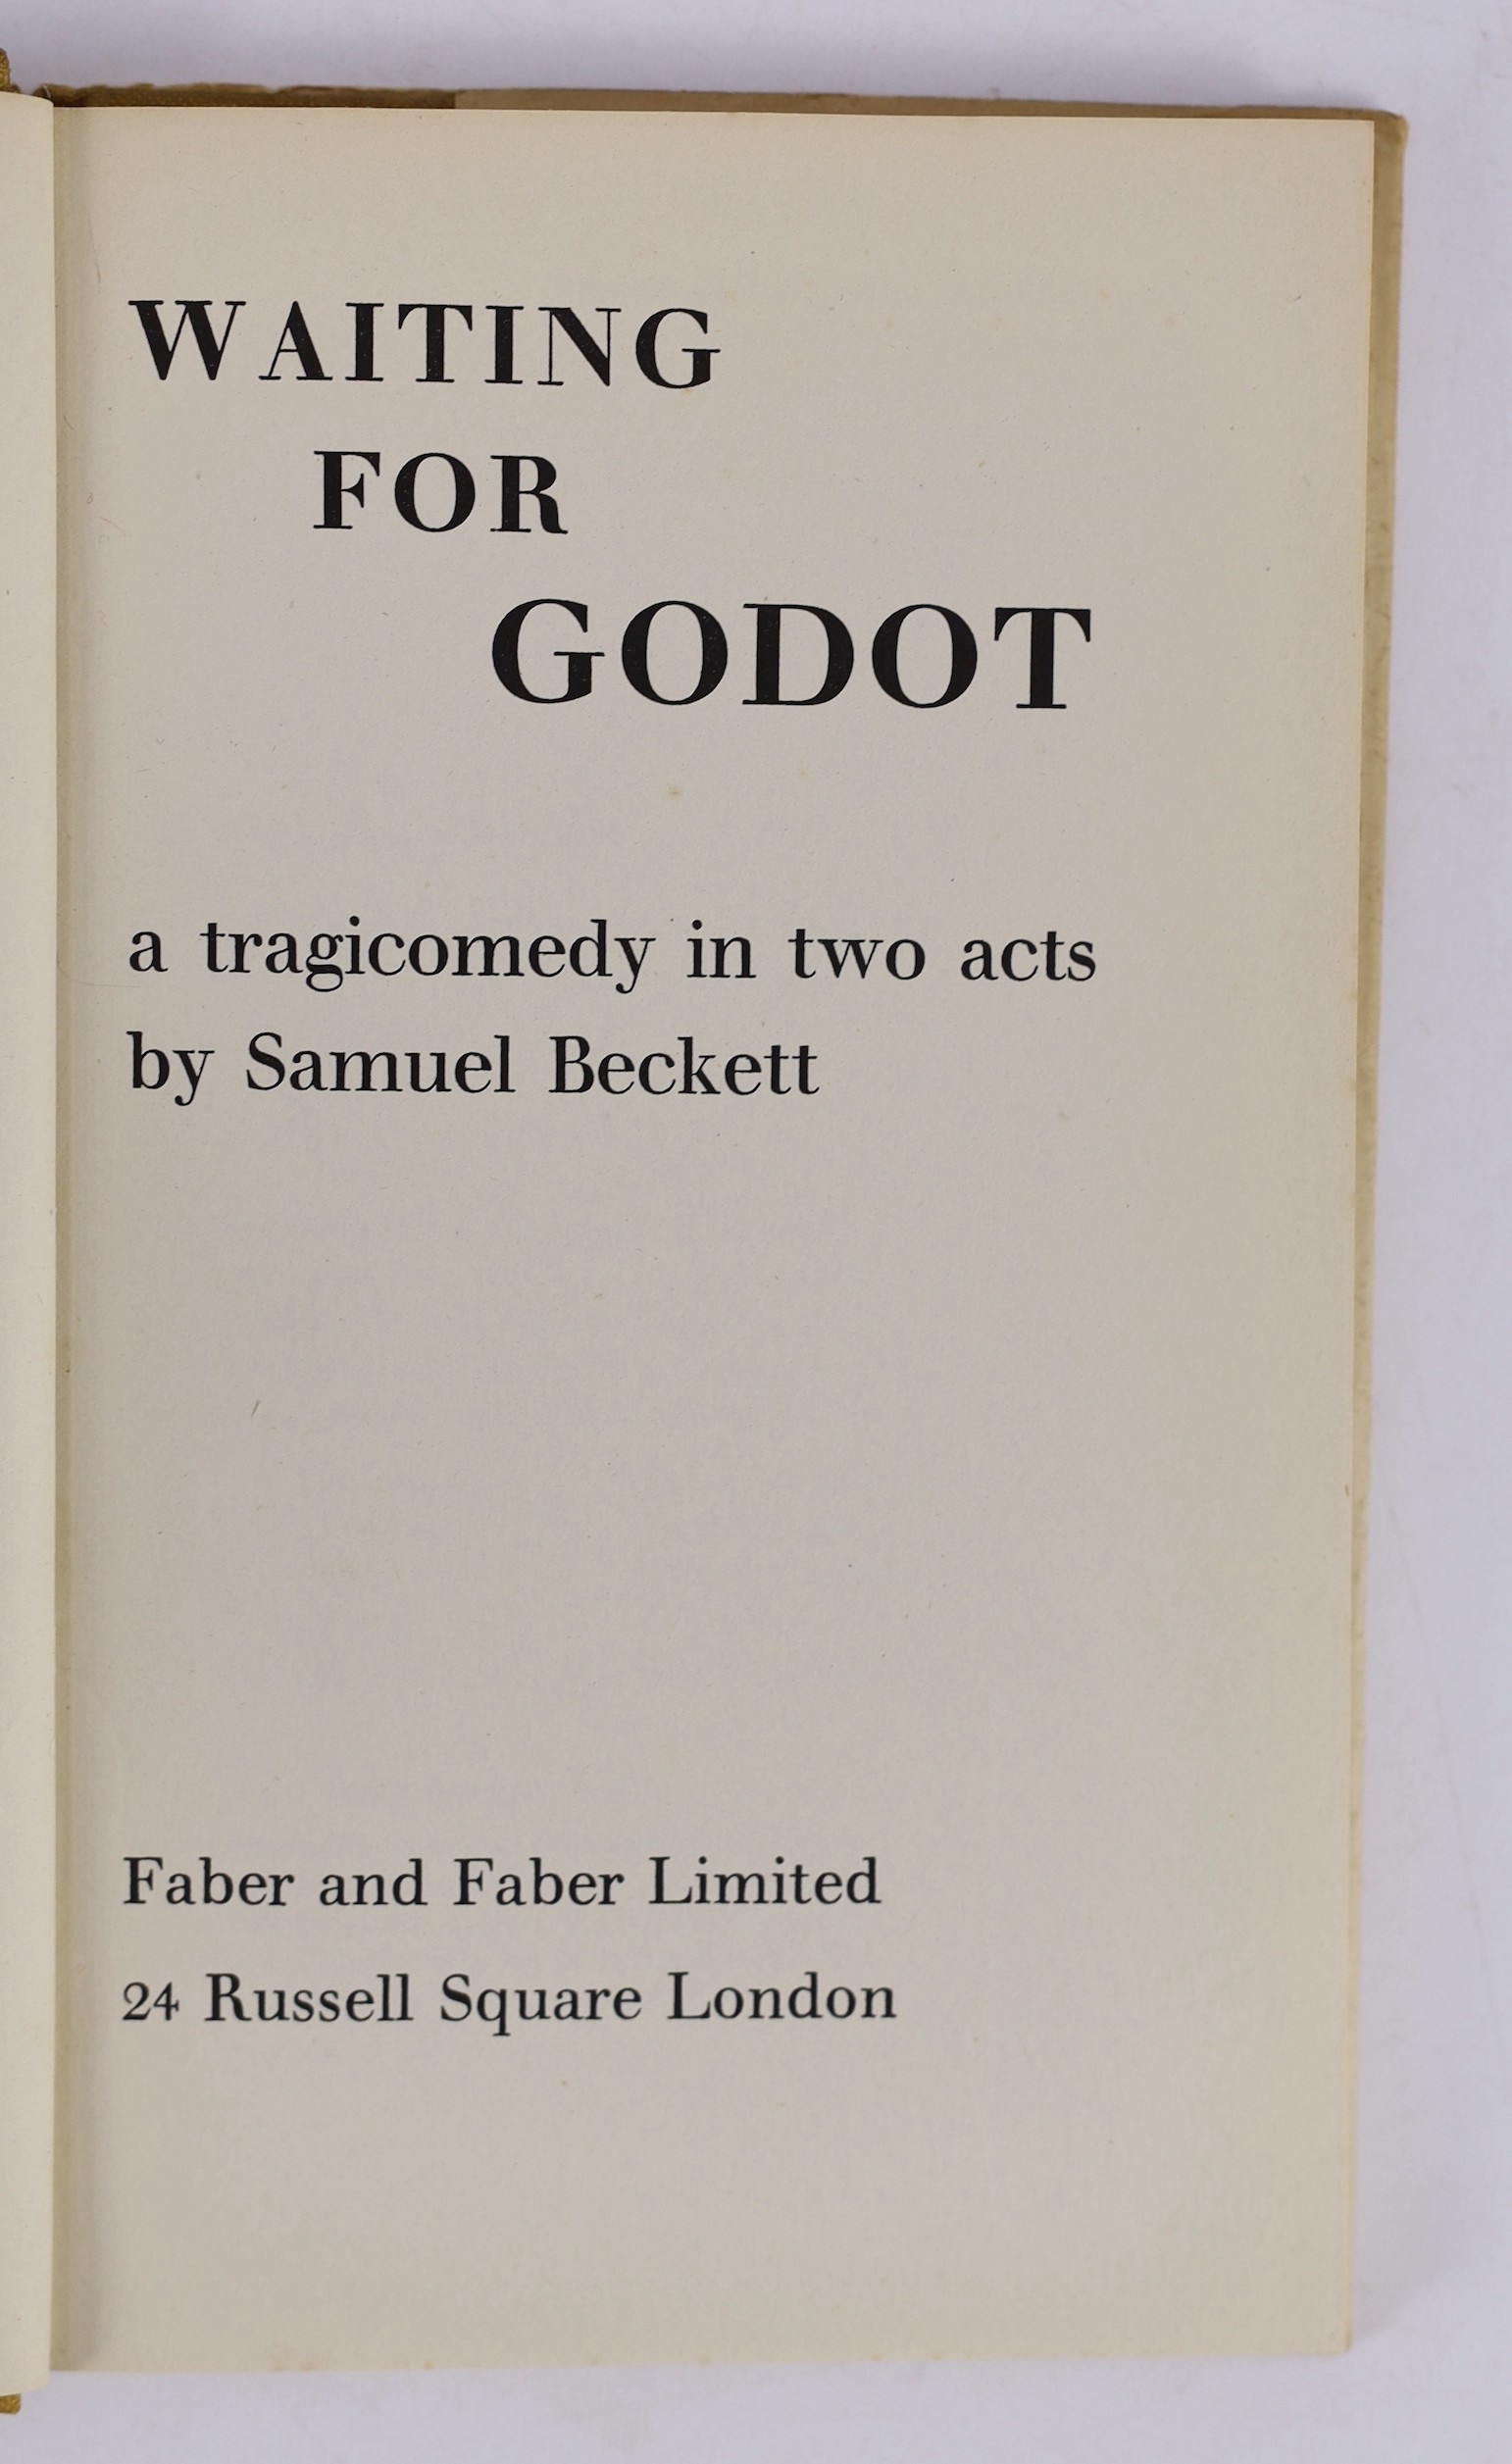 WAITING
FOR
GODOT
a tragicomedy in two acts
by Samuel Beckett
Faber and Faber Limited
24 Russell Square London